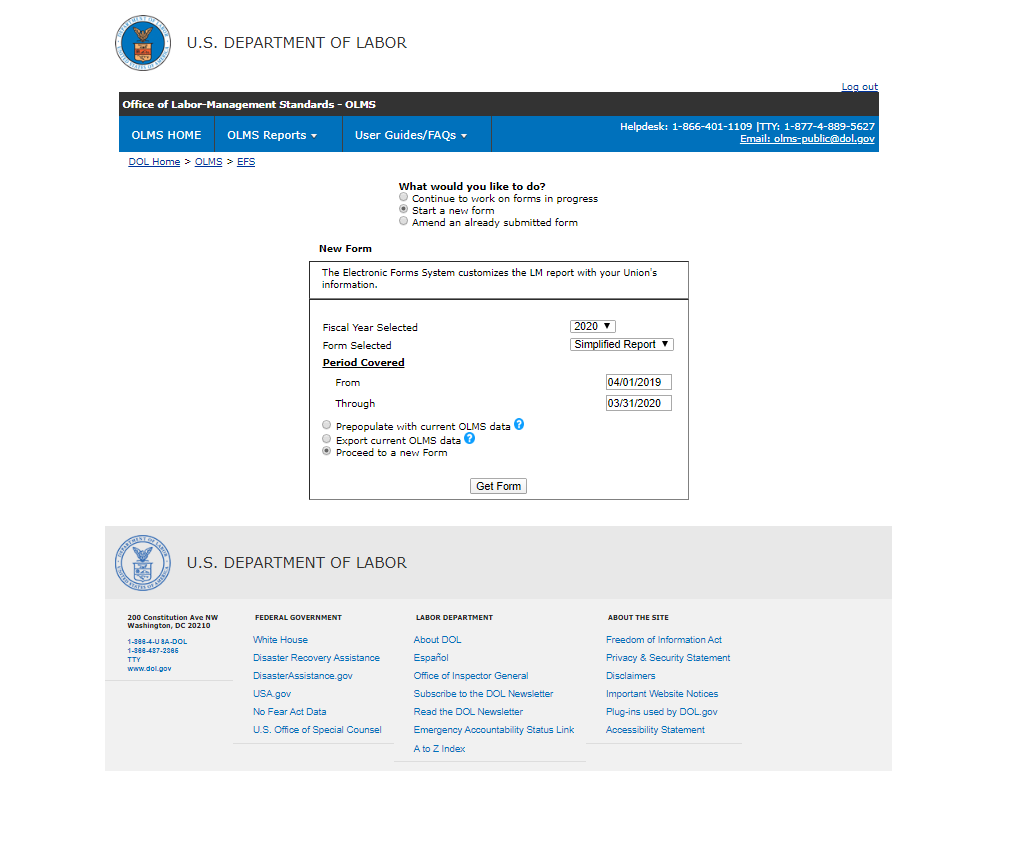 U.S. DEPARTMENT OF LABOR
Log out
Office of Labor-Management Standards - OLMS
OLMS HOME
OLMS Reports
User Guides/FAQs
Helpdesk: 1-866-401-1109 |TTY: 1-877-4-889-5627
Email: olms-public@dol.gov
DOL Home > OLMS > EFS
What would you like to do?
Continue to work on forms in progress
Start a new form
Amend an already submitted form
New Form
The Electronic Forms System customizes the LM report with your Union's
information.
Fiscal Year Selected 2020
Form Selected Simplified Report
Period Covered
From 04/01/2019
Through 03/31/2020
Prepopulate with current OLMS data ?
Export current OLMS data ?
Proceed to a new Form
Get Form
U.S. DEPARTMENT OF LABOR
200 Constitution Ave NW
Washington, DC 20210
1-866-4-USA-DOL
1-866-487-2365
TTY
www.dol.gov
FEDERAL GOVERNMENT
White House
Disaster Recovery Assistance
DisasterAssistance.gov
USA.gov
No Fear Act Data
U.S. Office of Special Counsel
LABOR DEPARTMENT
About DOL
Español
Office of Inspector General
Subscribe to the DOL Newsletter
Read the DOL Newsletter
Emergency Accountability Status Link
A to Z Index
ABOUT THE SITE
Freedom of Information Act
Privacy & Security Statement
Disclaimers
Important Website Notices
Plug-ins used by DOL.gov
Accessibility Statement